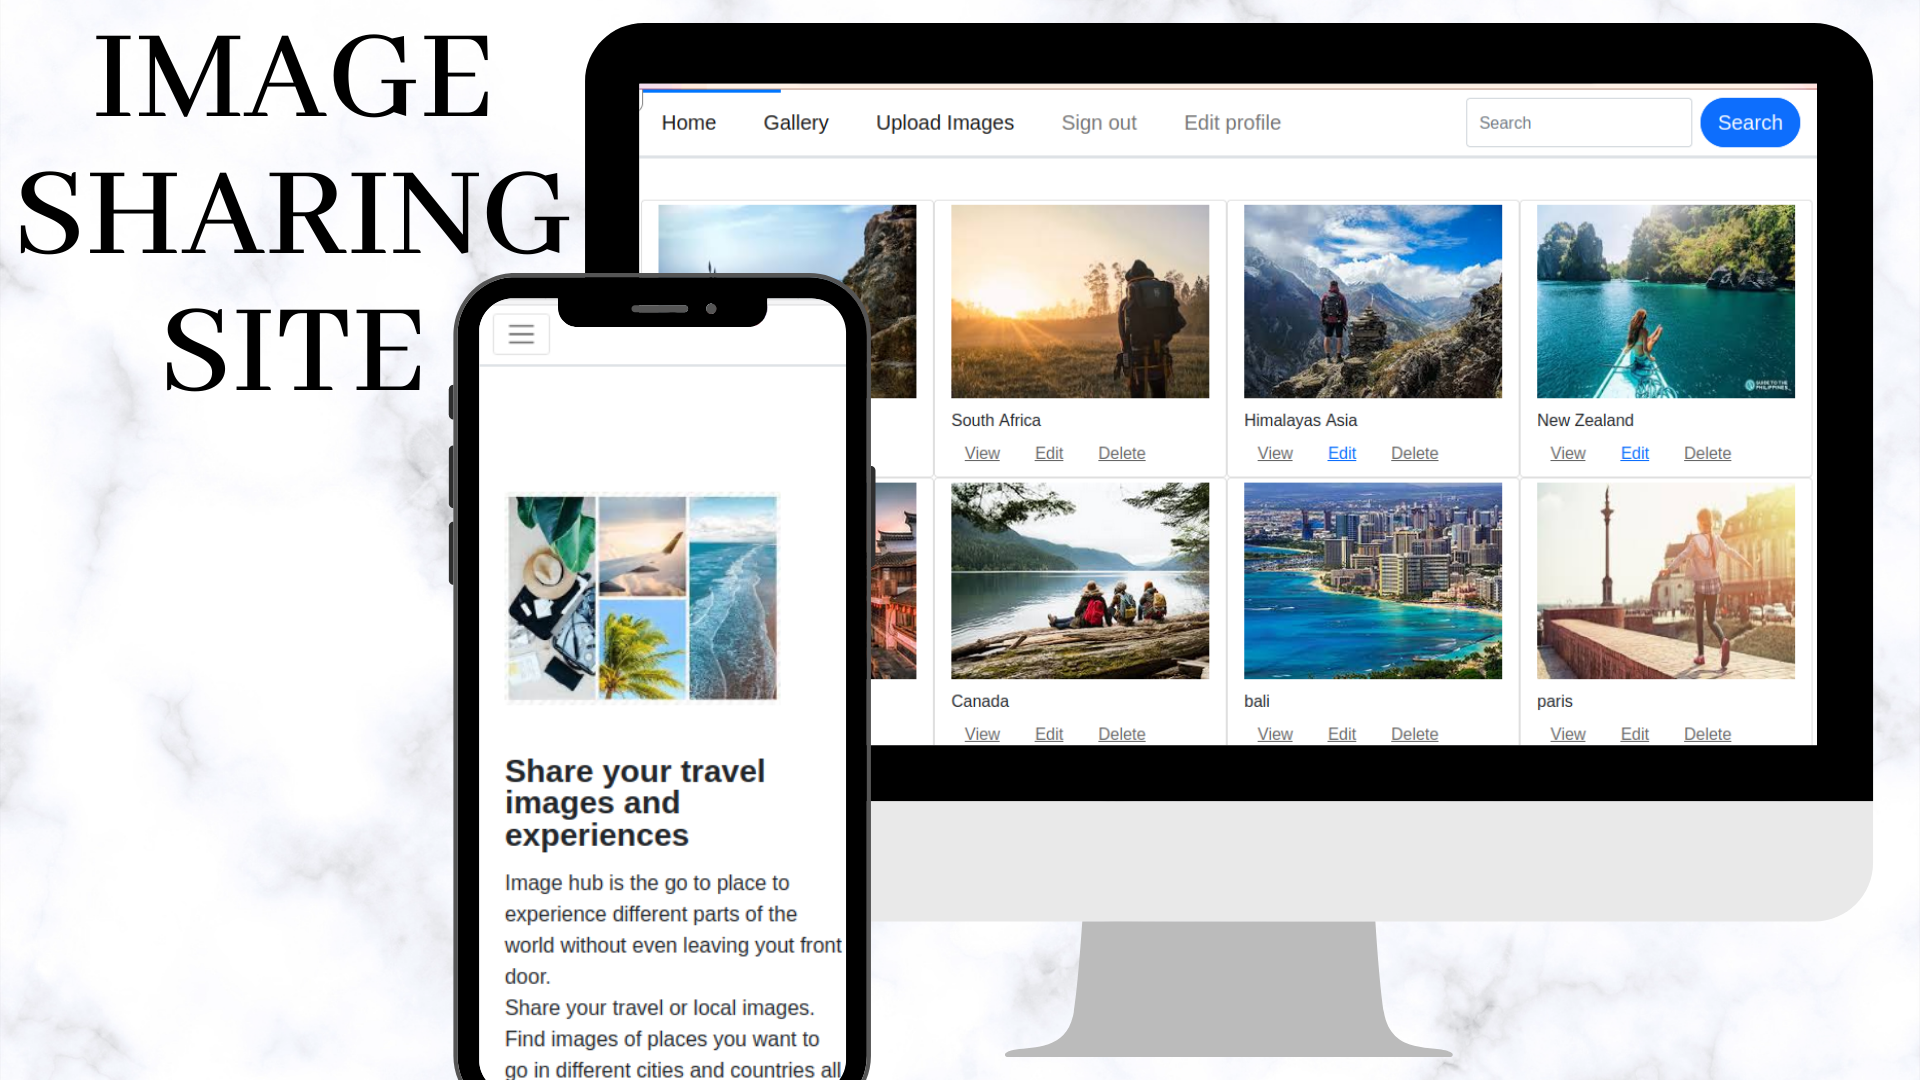 IMAGE
SHARING
SITE
Home Gallery Upload Images Sign out Edit profile Search Search
GUIDE TO THE
PHILIPPINES
South Africa Himalayas Asia New Zealand
View Edit Delete View Edit Delete View Edit Delete
Canada bali paris
View Edit Delete View Edit Delete View Edit Delete
Share your travel
images and
experiences
Image hub is the go to place to
experience different parts of the
world without even leaving yout front
door.
Share your travel or local images.
Find images of places you want to
go in different cities and countries all